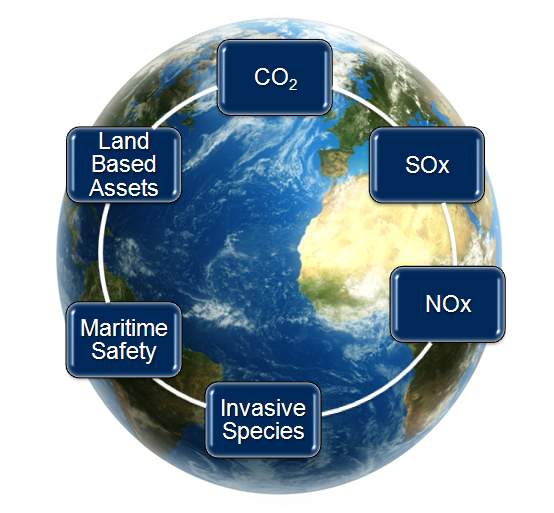 CO₂
SOx
NOx
Invasive
Species
Maritime
Safety
Land
Based
Assets